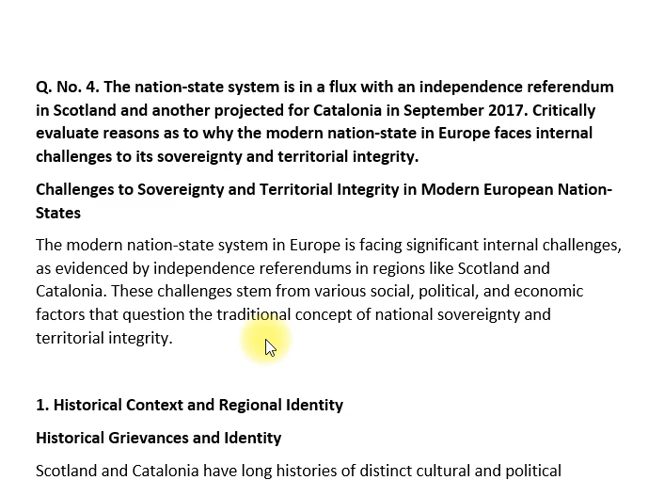 Q. No. 4. The nation-state system is in a flux with an independence referendum
in Scotland and another projected for Catalonia in September 2017. Critically
evaluate reasons as to why the modern nation-state in Europe faces internal
challenges to its sovereignty and territorial integrity.
Challenges to Sovereignty and Territorial Integrity in Modern European Nation-
States
The modern nation-state system in Europe is facing significant internal challenges,
as evidenced by independence referendums in regions like Scotland and
Catalonia. These challenges stem from various social, political, and economic
factors that question the traditional concept of national sovereignty and
territorial integrity.
1. Historical Context and Regional Identity
Historical Grievances and Identity
Scotland and Catalonia have long histories of distinct cultural and political